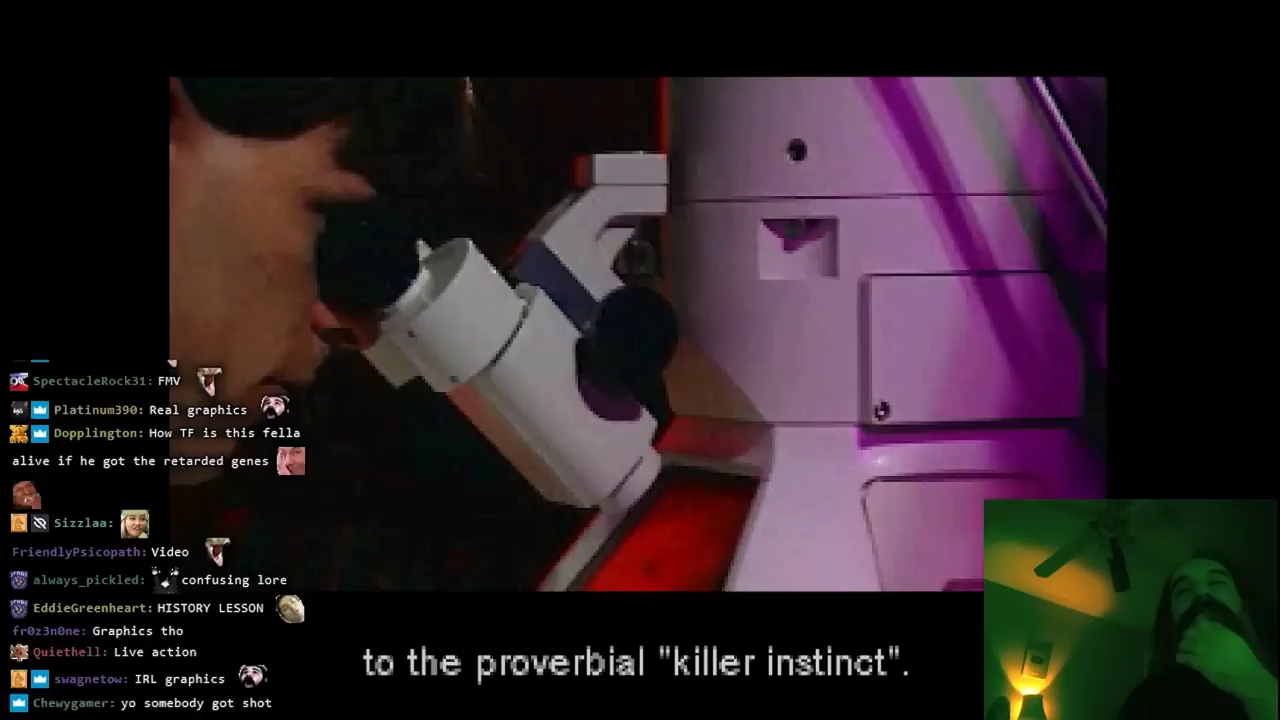 SpectacleRock31: FMV
Platinum390: Real graphics
Dopplington: How TF is this fella
alive if he got the retarded genes
Sizzlaa:
FriendlyPsicopath: Video
always_pickled: confusing lore
EddieGreenheart: HISTORY LESSON
fr0z3n0ne: Graphics tho
Quiethell: Live action
swagnetow: IRL graphics
Chewygamer: yo somebody got shot
to the proverbial "killer instinct".